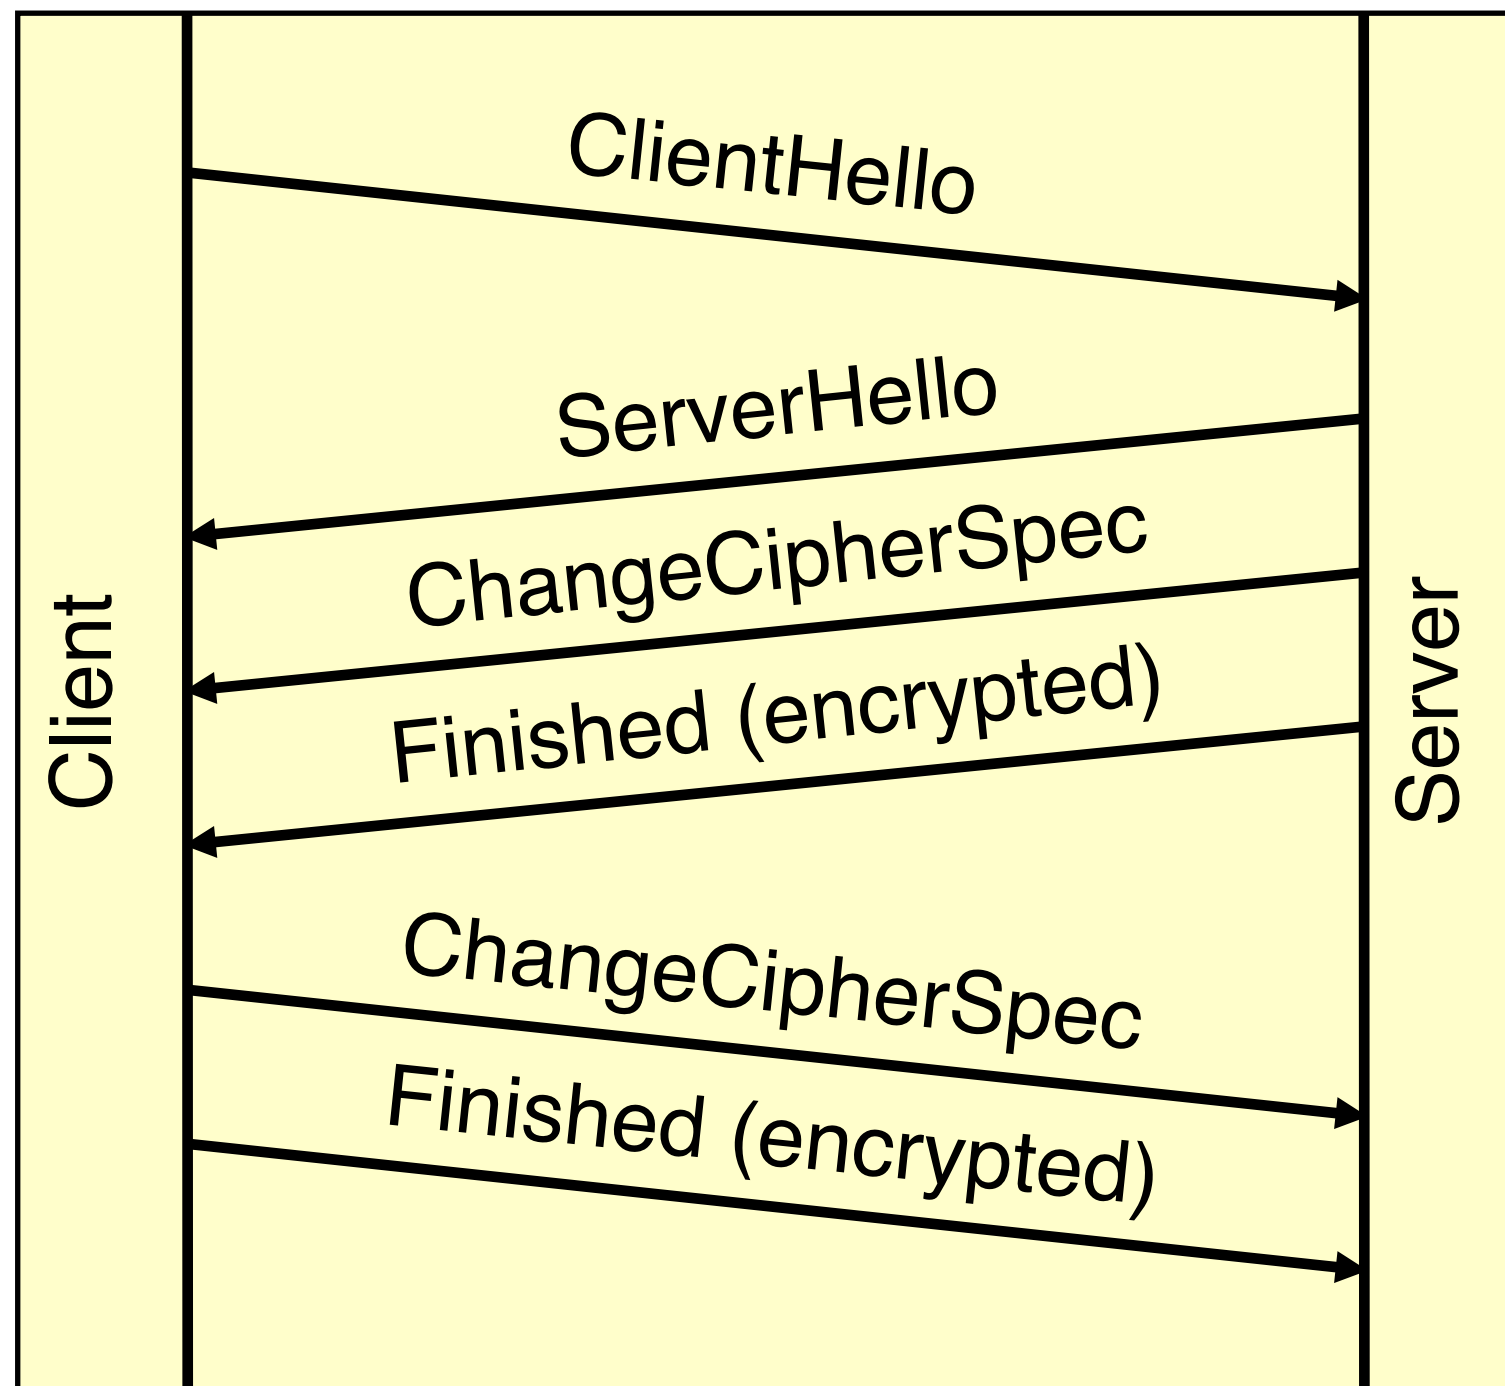 ClientHello
ServerHello
ChangeCipherSpec
Finished (encrypted)
ChangeCipherSpec
Finished (encrypted)
Client
Server